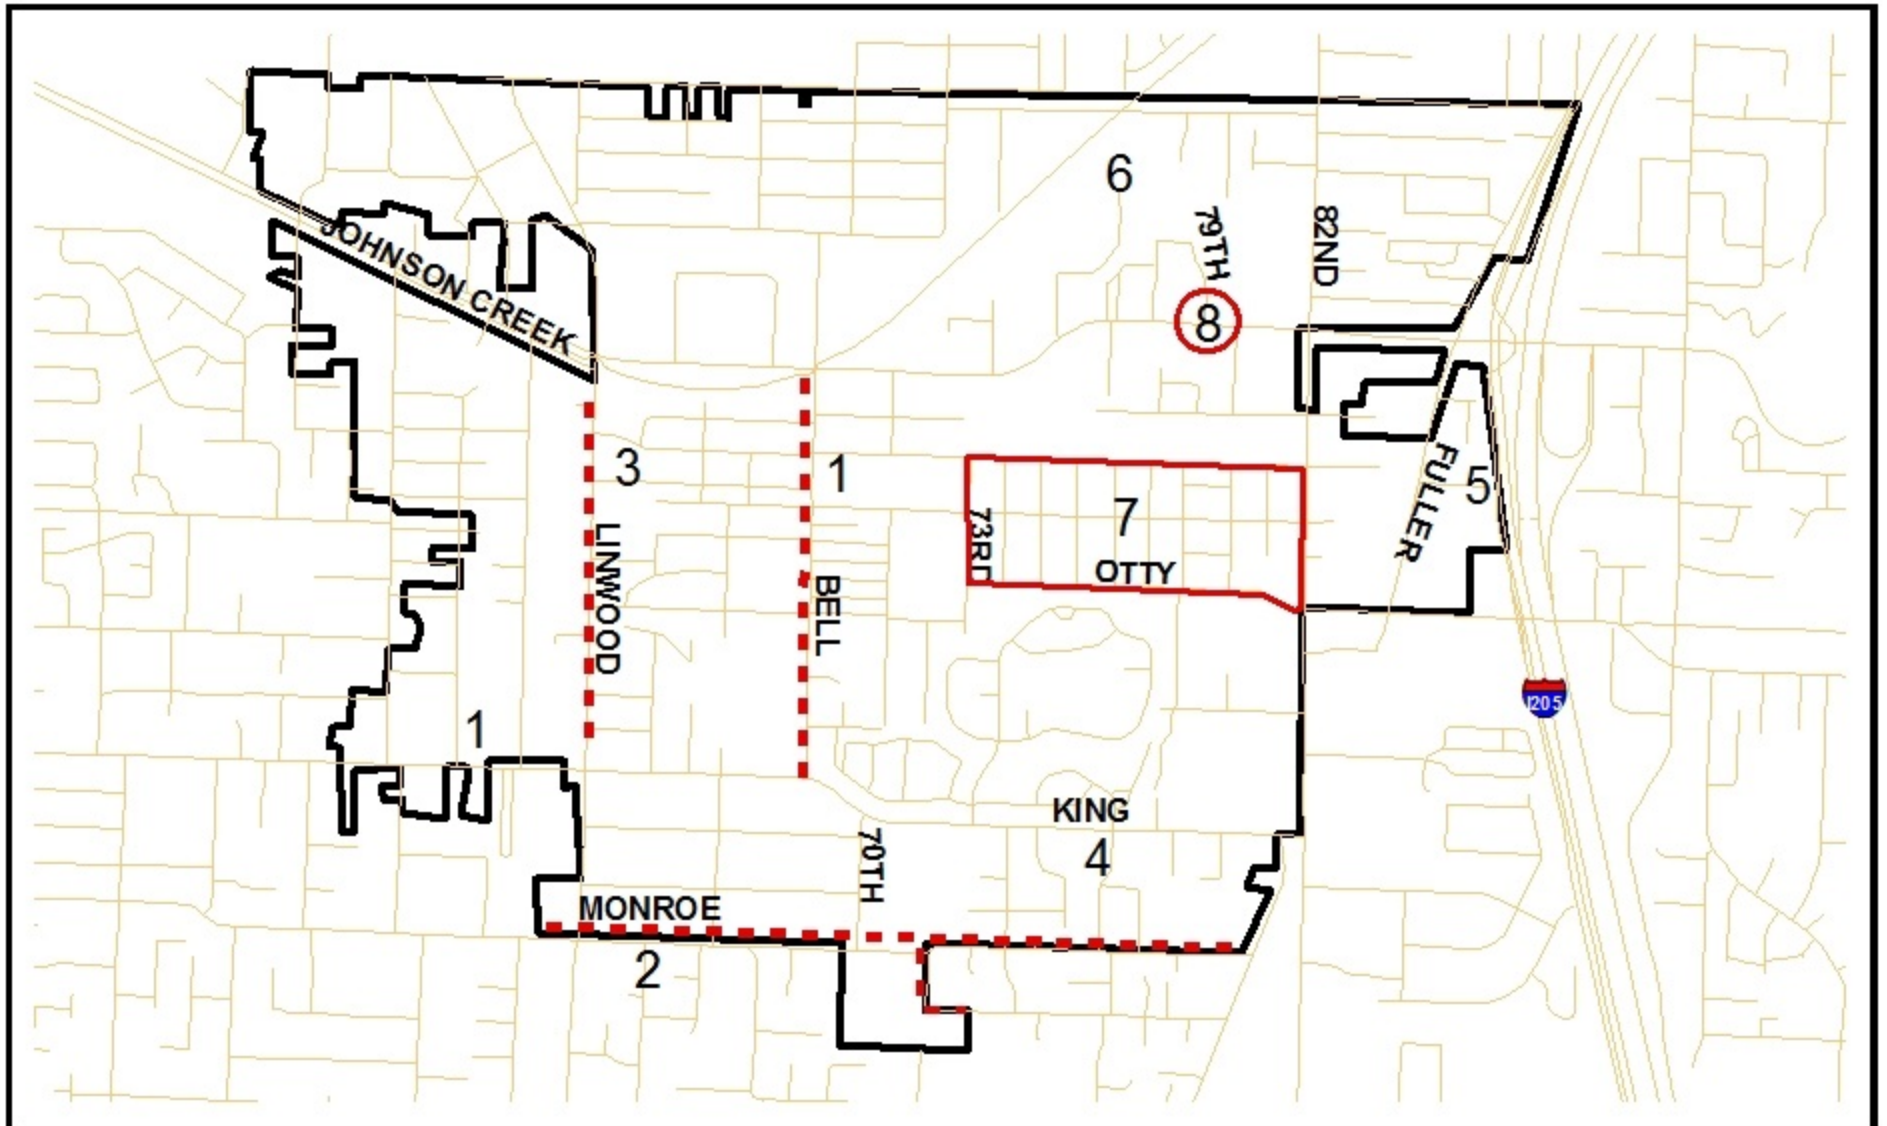 6
79TH
82ND
JOHNSON CREEK
8
3
1
FULLER
5
73RD
7
LINWOOD
OTTY
BELL
I205
1
KING
70TH
4
MONROE
2